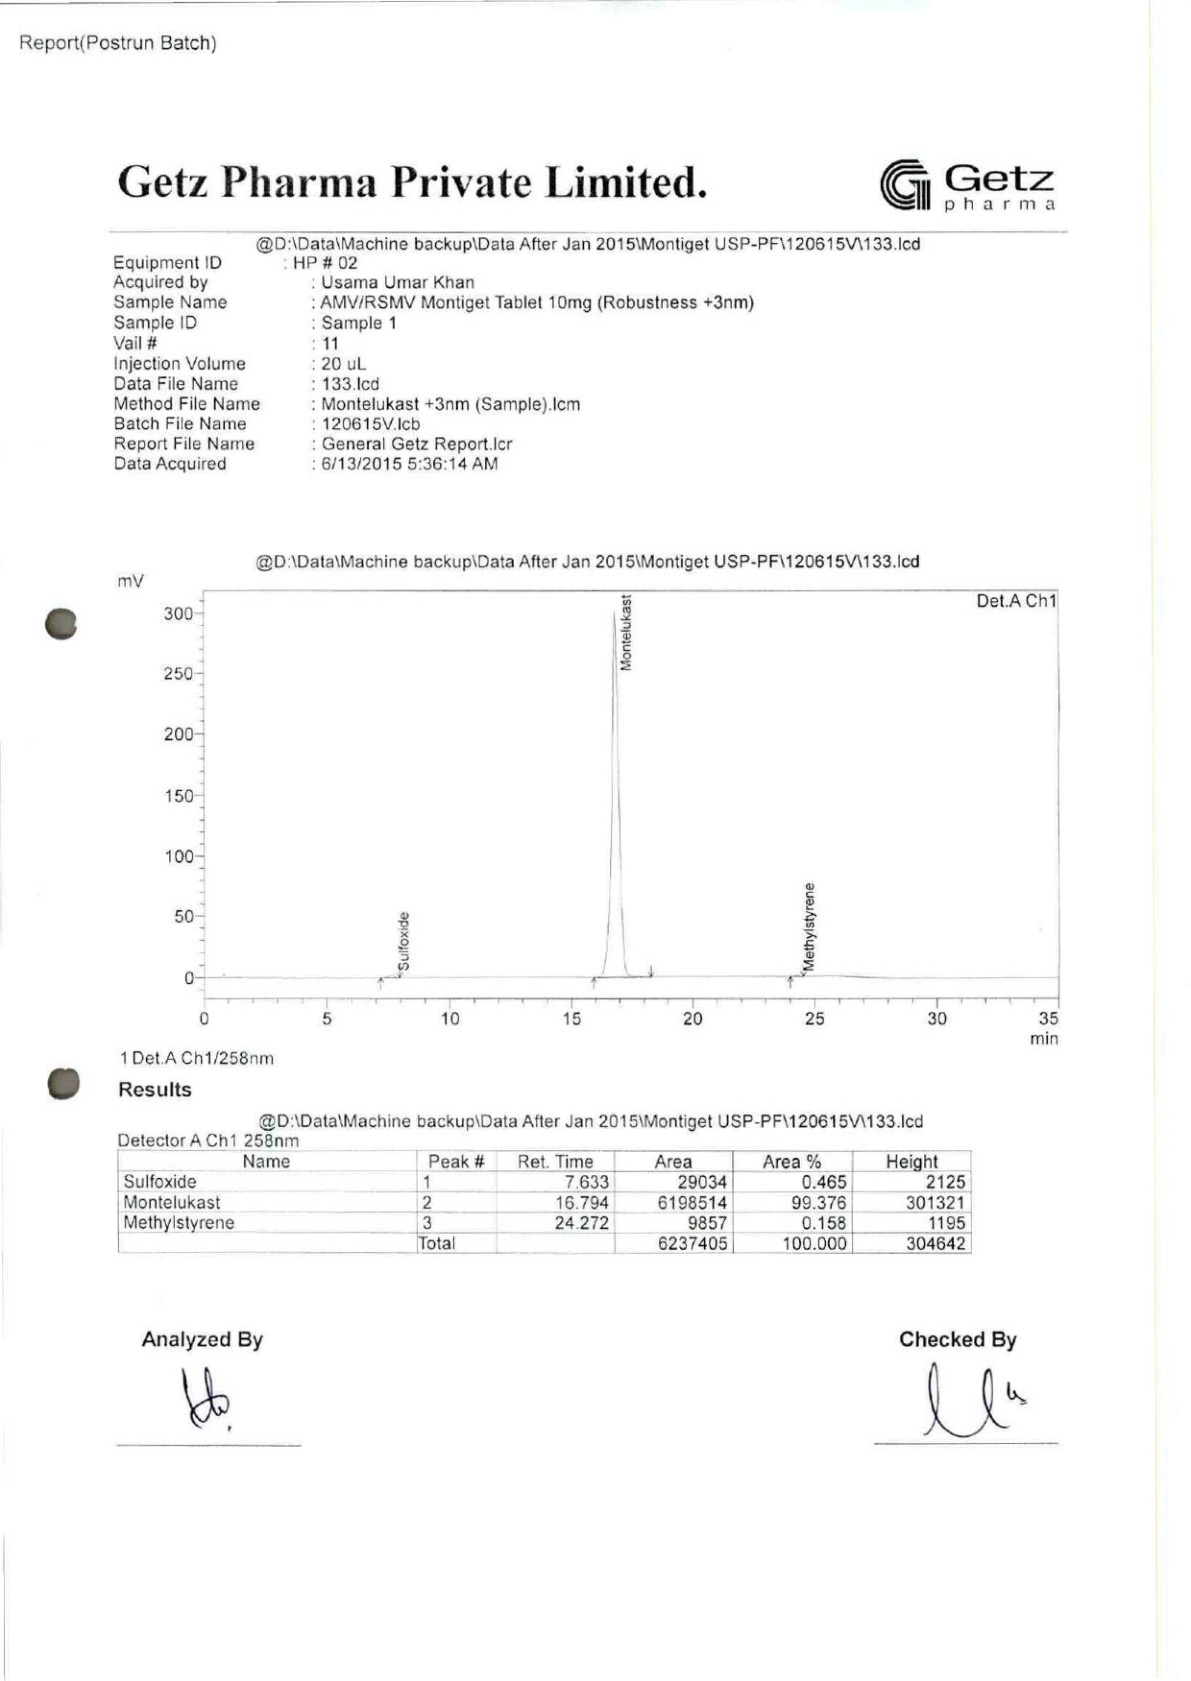 Report(Postrun Batch)
Getz Pharma Private Limited.
Getz
pharma
@D:\Data\Machine backup\Data After Jan 2015\Montiget USP-PF\120615V\133.lcd
Equipment ID : HP # 02
Acquired by : Usama Umar Khan
Sample Name : AMV/RSMV Montiget Tablet 10mg (Robustness +3nm)
Sample ID : Sample 1
Vail # : 11
Injection Volume : 20 uL
Data File Name : 133.lcd
Method File Name : Montelukast +3nm (Sample).lcm
Batch File Name : 120615V.lcb
Report File Name : General Getz Report.lcr
Data Acquired : 6/13/2015 5:36:14 AM
@D:\Data\Machine backup\Data After Jan 2015\Montiget USP-PF\120615V\133.lcd
mV
Det.A Ch1
300
250
200
150
100
50
0
Sulfoxide
Montelukast
Methylstyrene
0 5 10 15 20 25 30 35
min
1 Det.A Ch1/258nm
Results
@D:\Data\Machine backup\Data After Jan 2015\Montiget USP-PF\120615V\133.lcd
Detector A Ch1 258nm
Name Peak # Ret. Time Area Area % Height
Sulfoxide 1 7.633 29034 0.465 2125
Montelukast 2 16.794 6198514 99.376 301321
Methylstyrene 3 24.272 9857 0.158 1195
Total 6237405 100.000 304642
Analyzed By Checked By